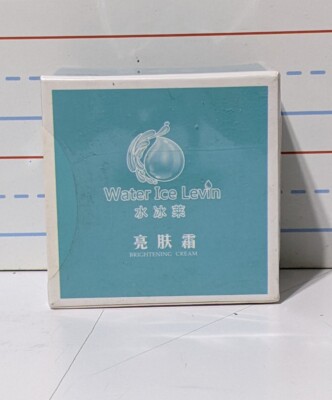 Water Ice Levin
水冰莱
亮肤霜
BRIGHTENING CREAM